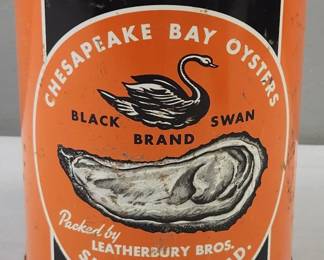 CHESAPEAKE BAY OYSTERS
BLACK SWAN
BRAND
Packed by
LEATHERBURY BROS.